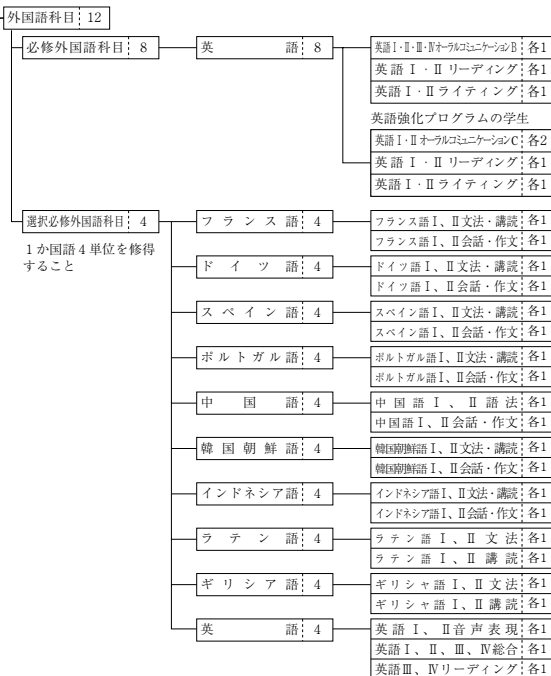 外国語科目 12
必修外国語科目 8
英語 8
英語Ⅰ・Ⅱ・Ⅲ・ⅣオーラルコミュニケーションB 各1
英語Ⅰ・Ⅱリーディング 各1
英語Ⅰ・Ⅱライティング 各1
英語強化プログラムの学生
英語Ⅰ・ⅡオーラルコミュニケーションC 各2
英語Ⅰ・Ⅱリーディング 各1
英語Ⅰ・Ⅱライティング 各1
選択必修外国語科目 4
1か国語4単位を修得
すること
フランス語 4
フランス語Ⅰ、Ⅱ文法・講読 各1
フランス語Ⅰ、Ⅱ会話・作文 各1
ドイツ語 4
ドイツ語Ⅰ、Ⅱ文法・講読 各1
ドイツ語Ⅰ、Ⅱ会話・作文 各1
スペイン語 4
スペイン語Ⅰ、Ⅱ文法・講読 各1
スペイン語Ⅰ、Ⅱ会話・作文 各1
ポルトガル語 4
ポルトガル語Ⅰ、Ⅱ文法・講読 各1
ポルトガル語Ⅰ、Ⅱ会話・作文 各1
中国語 4
中国語Ⅰ、Ⅱ語法 各1
中国語Ⅰ、Ⅱ会話・作文 各1
韓国朝鮮語 4
韓国朝鮮語Ⅰ、Ⅱ文法・講読 各1
韓国朝鮮語Ⅰ、Ⅱ会話・作文 各1
インドネシア語 4
インドネシア語Ⅰ、Ⅱ文法・講読 各1
インドネシア語Ⅰ、Ⅱ会話・作文 各1
ラテン語 4
ラテン語Ⅰ、Ⅱ文法 各1
ラテン語Ⅰ、Ⅱ講読 各1
ギリシア語 4
ギリシャ語Ⅰ、Ⅱ文法 各1
ギリシャ語Ⅰ、Ⅱ講読 各1
英語 4
英語Ⅰ、Ⅱ音声表現 各1
英語Ⅰ、Ⅱ、Ⅲ、Ⅳ総合 各1
英語Ⅲ、Ⅳリーディング 各1